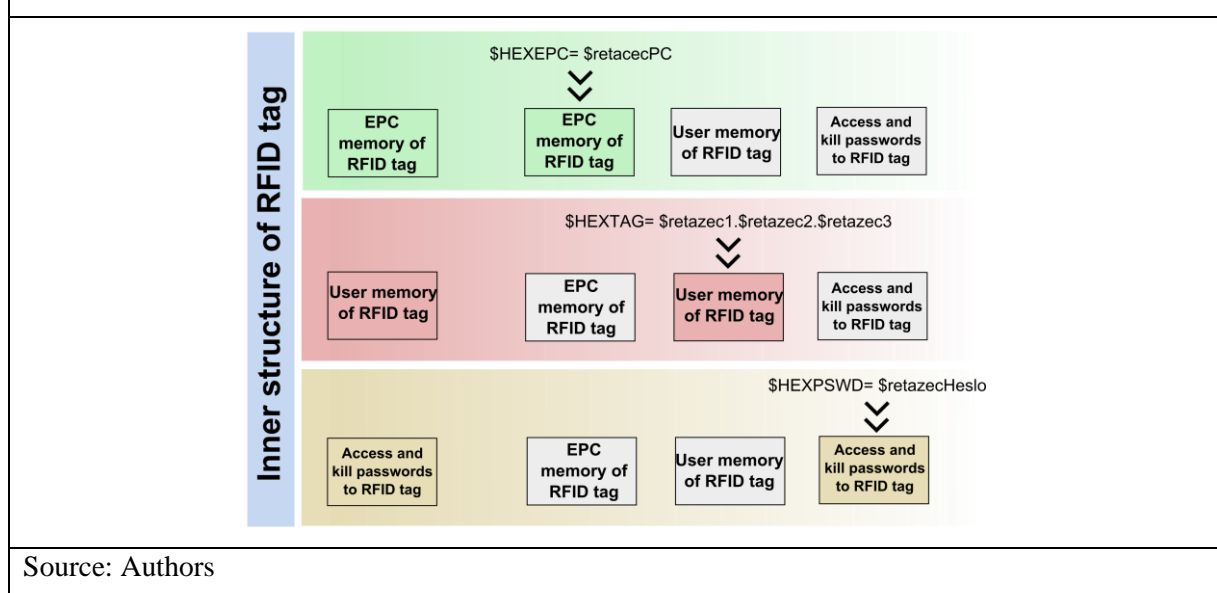 Inner structure of RFID tag
$HEXEPC= $retacecPC
EPC
memory of
RFID tag
EPC
memory of
RFID tag
User memory
of RFID tag
Access and
kill passwords
to RFID tag
$HEXTAG= $retazec1.$retazec2.$retazec3
User memory
of RFID tag
EPC
memory of
RFID tag
User memory
of RFID tag
Access and
kill passwords
to RFID tag
$HEXPSWD= $retazecHeslo
Access and
kill passwords
to RFID tag
EPC
memory of
RFID tag
User memory
of RFID tag
Access and
kill passwords
to RFID tag
Source: Authors